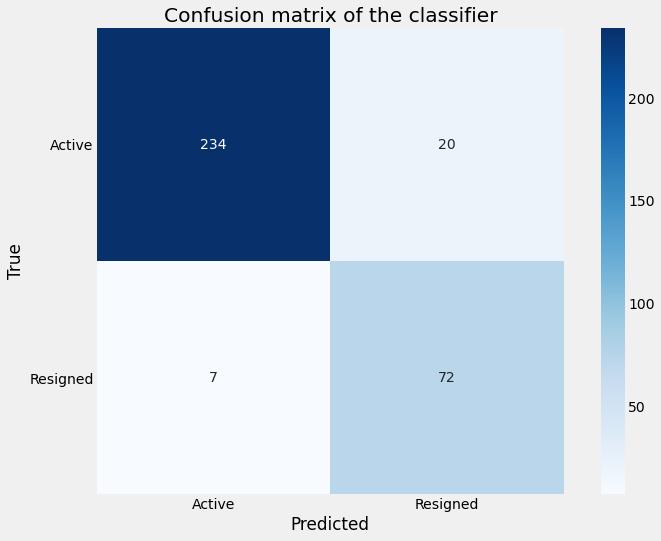 Confusion matrix of the classifier
200
Active
234
20
150
True
100
Resigned
7
72
50
Active
Resigned
Predicted